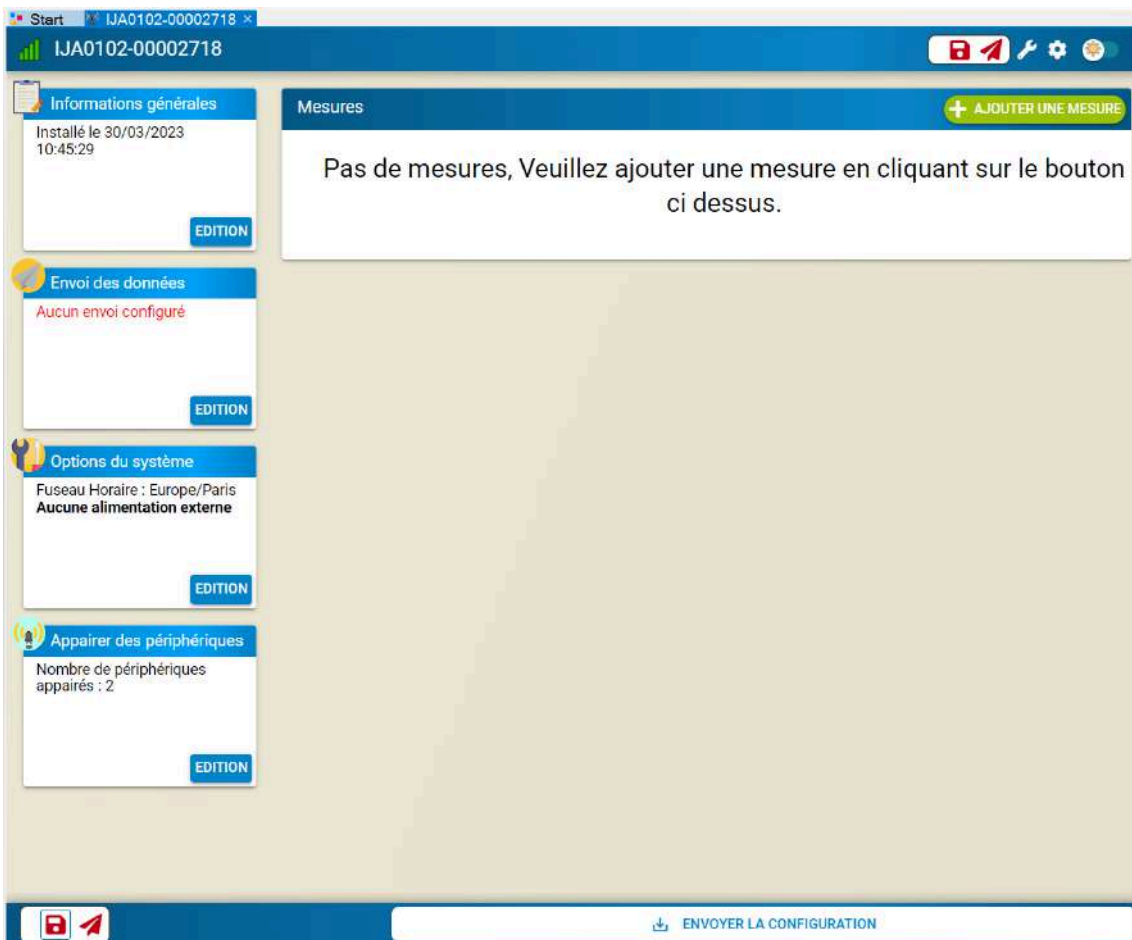 Start IJA0102-00002718 ×
IJA0102-00002718
Informations générales
Installé le 30/03/2023
10:45:29
EDITION
Envoi des données
Aucun envoi configuré
EDITION
Options du système
Fuseau Horaire : Europe/Paris
Aucune alimentation externe
EDITION
Appairer des périphériques
Nombre de périphériques
appairés : 2
EDITION
Mesures
+ AJOUTER UNE MESURE
Pas de mesures, Veuillez ajouter une mesure en cliquant sur le bouton
ci dessus.
ENVOYER LA CONFIGURATION